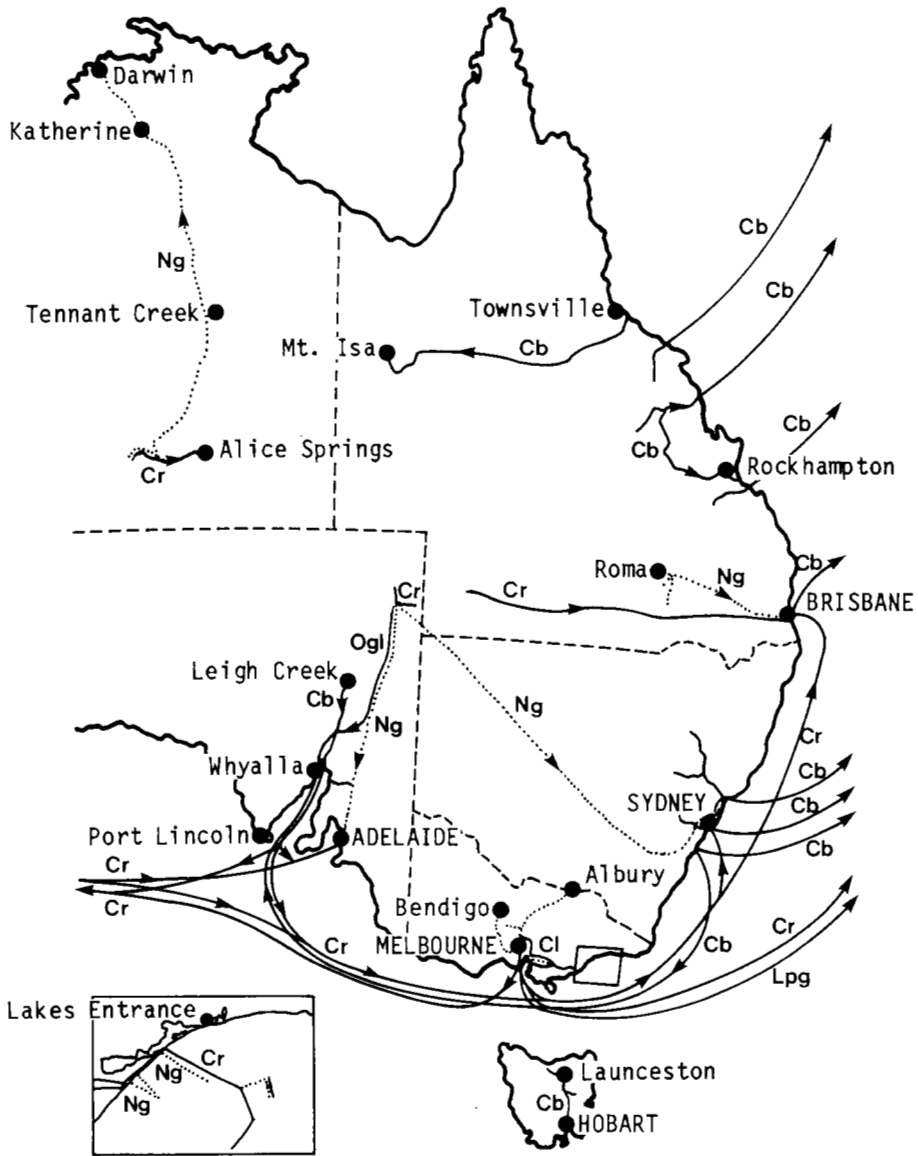 Darwin
Katherine
Cb
Ng
Cb
Tennant Creek
Townsville
Mt. Isa
Cb
Cb
Cb
Alice Springs
Cr
Rockhampton
Roma
Ng
Cb
Cr
Cr
BRISBANE
Ogl
Leigh Creek
Cb
Ng
Ng
Cr
Whyalla
Cb
SYDNEY
Cb
Port Lincoln
ADELAIDE
Cb
Cr
Albury
Cr
Bendigo
Cr
MELBOURNE
Cl
Cr
Cb
Lpg
Lakes Entrance
Cr
Ng
Ng
Launceston
Cb
HOBART